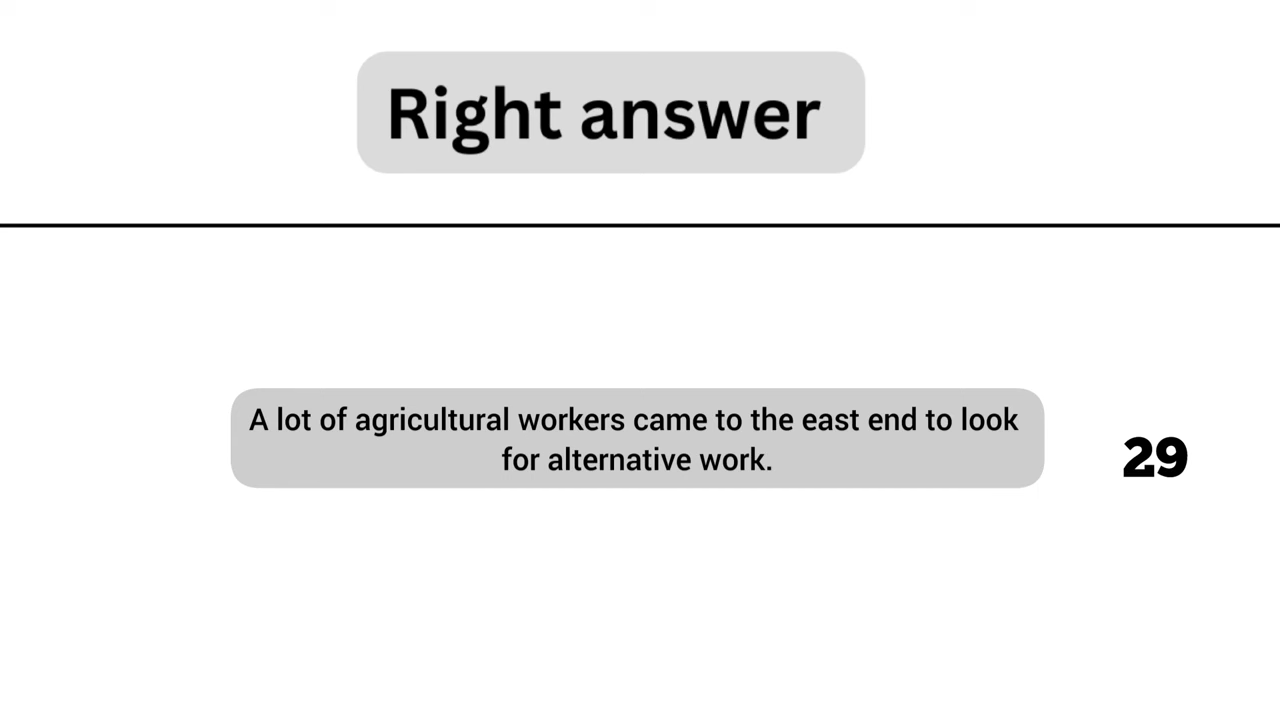 Right answer
A lot of agricultural workers came to the east end to look
for alternative work.
29